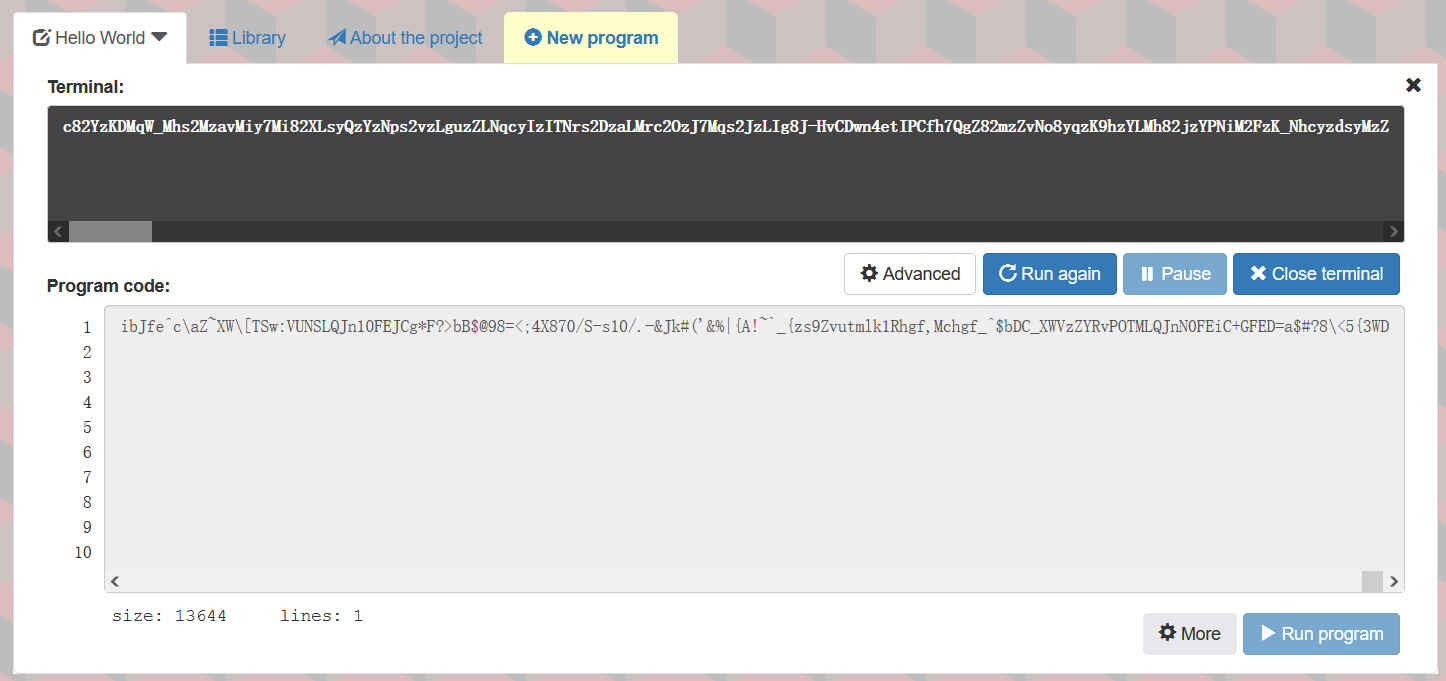 Hello World
Library
About the project
New program
Terminal:
c82YzKDMqW_Mhs2MzavMiy7Mi82XLsyQzYzNps2vzLguzZLNqcyIzITNrs2DzaLMrc2OzJ7Mqs2JzLIg8J-HvCDwn4etIPCfh7QgZ82mzZvNo8yqzK9hzYLMh82jzYPNiM2FzK_NhcyzdsyMzZ
Advanced
Run again
Pause
Close terminal
Program code:
1 ibJfe^c\aZ~XW\[TSw:VUNSLQJn10FEJCg*F?>bB$@98=<;4X870/S-s10/.-&Jk#('&%|{A!~`_{zs9Zvutmlk1Rhgf,Mchgf_^$bDC_XWVzZYRvPOTMLQJnN0FEiC+GFED=a$#?8\<5{3WD
2
3
4
5
6
7
8
9
10
size: 13644 lines: 1
More
Run program